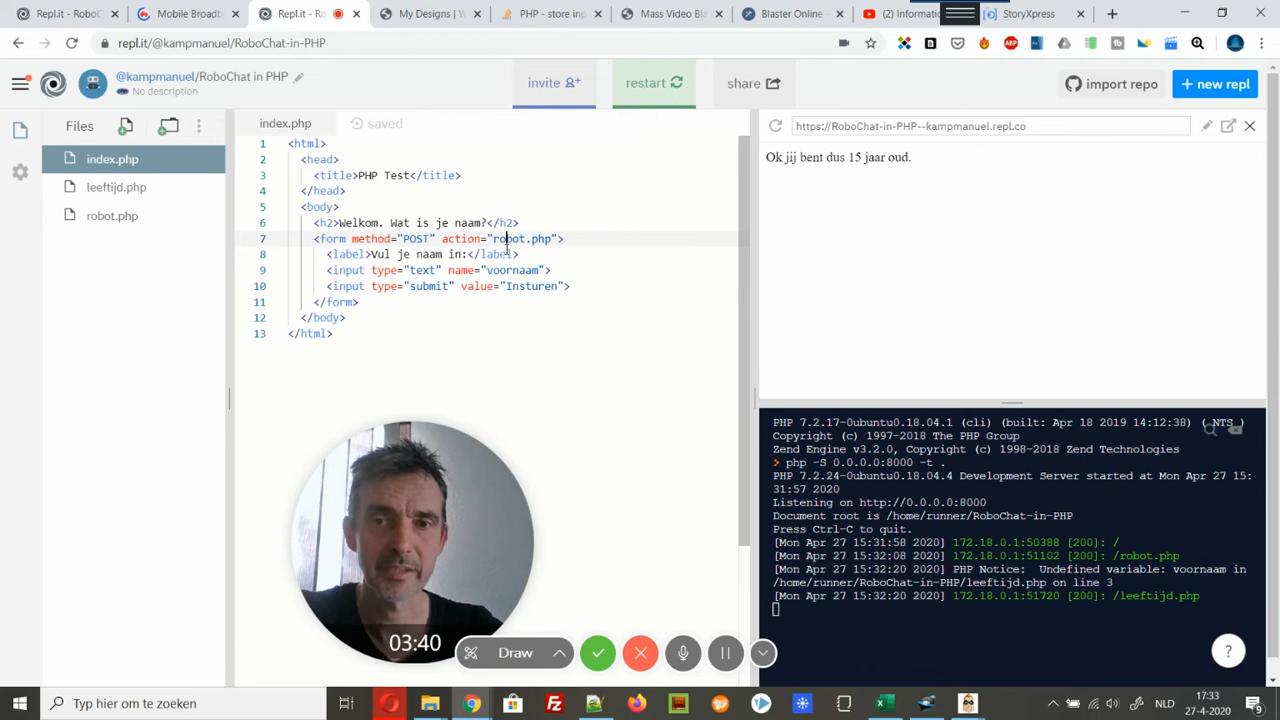 Repl.it - RoboC
Mobile Broadb
Repl.it - Ro
My Designs | Vi
PHP - store inp
Mass Video Bo
Blaster Online
Informati
StoryXpress
repl.it/@kampmanuel/RoboChat-in-PHP
@kampmanuel/RoboChat in PHP
No description
invite
restart
share
import repo
+ new repl
Files
index.php
leeftijd.php
robot.php
index.php
saved
https://RoboChat-in-PHP--kampmanuel.repl.co
Ok jij bent dus 15 jaar oud.
1 <html>
2 <head>
3 <title>PHP Test</title>
4 </head>
5 <body>
6 <h2>Welkom. Wat is je naam?</h2>
7 <form method="POST" action="robot.php">
8 <label>Vul je naam in:</label>
9 <input type="text" name="voornaam">
10 <input type="submit" value="Insturen">
11 </form>
12 </body>
13 </html>
PHP 7.2.17-0ubuntu0.18.04.1 (cli) (built: Apr 18 2019 14:12:38) ( NTS )
Copyright (c) 1997-2018 The PHP Group
Zend Engine v3.2.0, Copyright (c) 1998-2018 Zend Technologies
> php -S 0.0.0.0:8000 -t .
PHP 7.2.24-0ubuntu0.18.04.4 Development Server started at Mon Apr 27 15:
31:57 2020
Listening on http://0.0.0.0:8000
Document root is /home/runner/RoboChat-in-PHP
Press Ctrl-C to quit.
[Mon Apr 27 15:31:58 2020] 172.18.0.1:50388 [200]: /
[Mon Apr 27 15:32:08 2020] 172.18.0.1:51102 [200]: /robot.php
[Mon Apr 27 15:32:20 2020] PHP Notice:  Undefined variable: voornaam in
/home/runner/RoboChat-in-PHP/leeftijd.php on line 3
[Mon Apr 27 15:32:20 2020] 172.18.0.1:51720 [200]: /leeftijd.php
03:40
Draw
?
Typ hier om te zoeken
NLD
17:33
27-4-2020
9